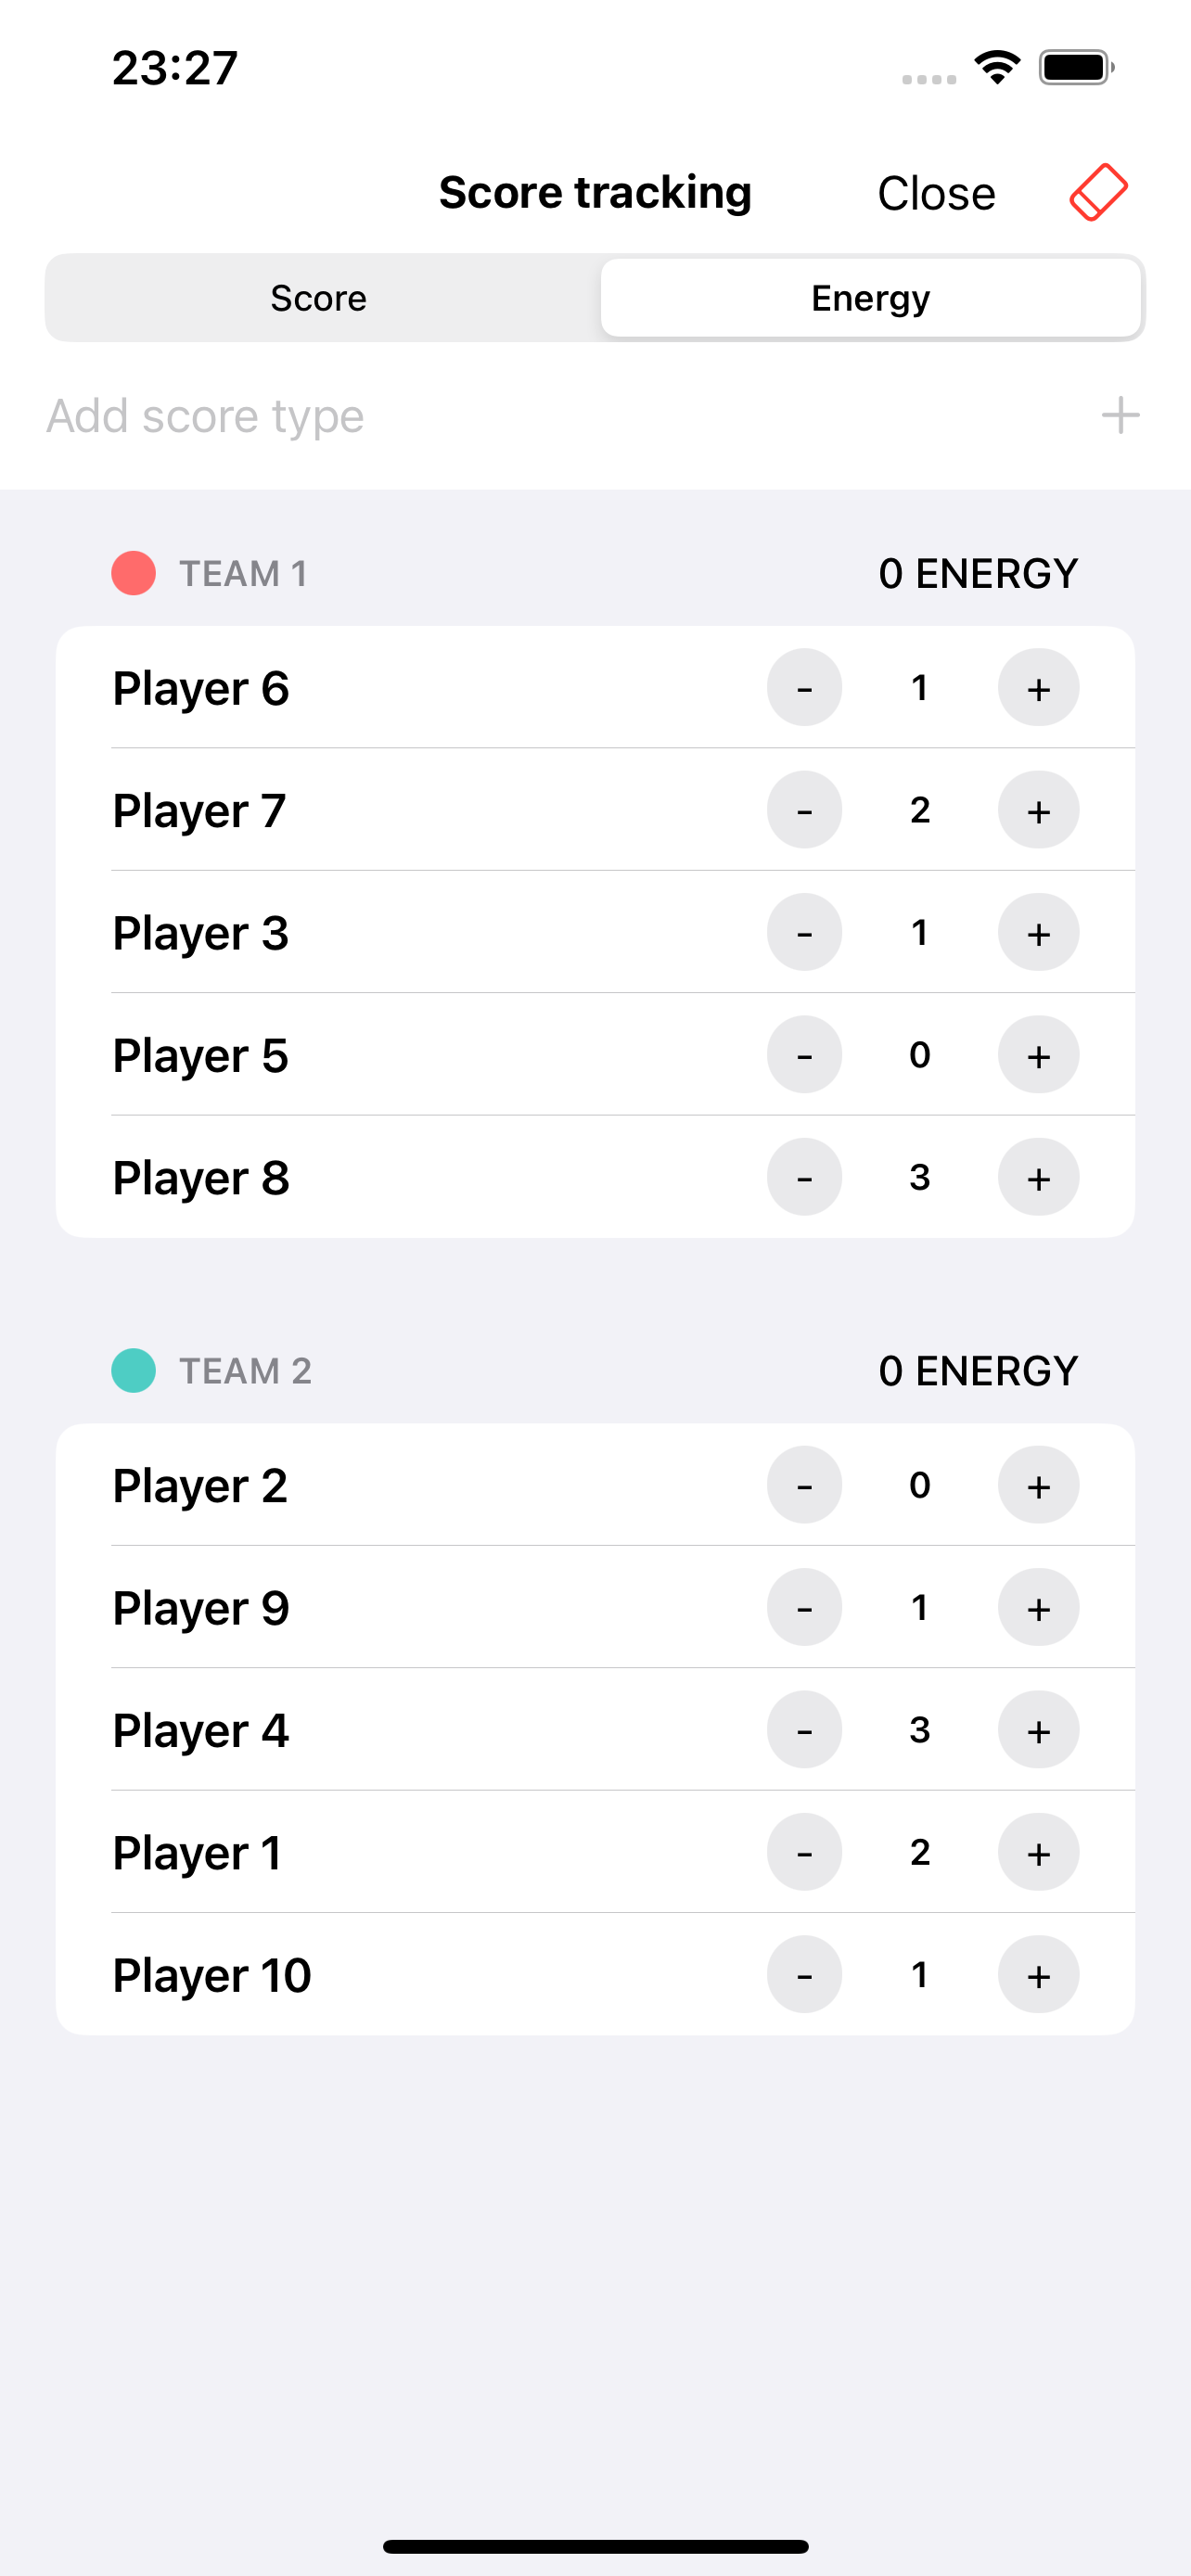 23:27
Score tracking Close
Score Energy
Add score type +
TEAM 1 0 ENERGY
Player 6 - 1 +
Player 7 - 2 +
Player 3 - 1 +
Player 5 - 0 +
Player 8 - 3 +
TEAM 2 0 ENERGY
Player 2 - 0 +
Player 9 - 1 +
Player 4 - 3 +
Player 1 - 2 +
Player 10 - 1 +